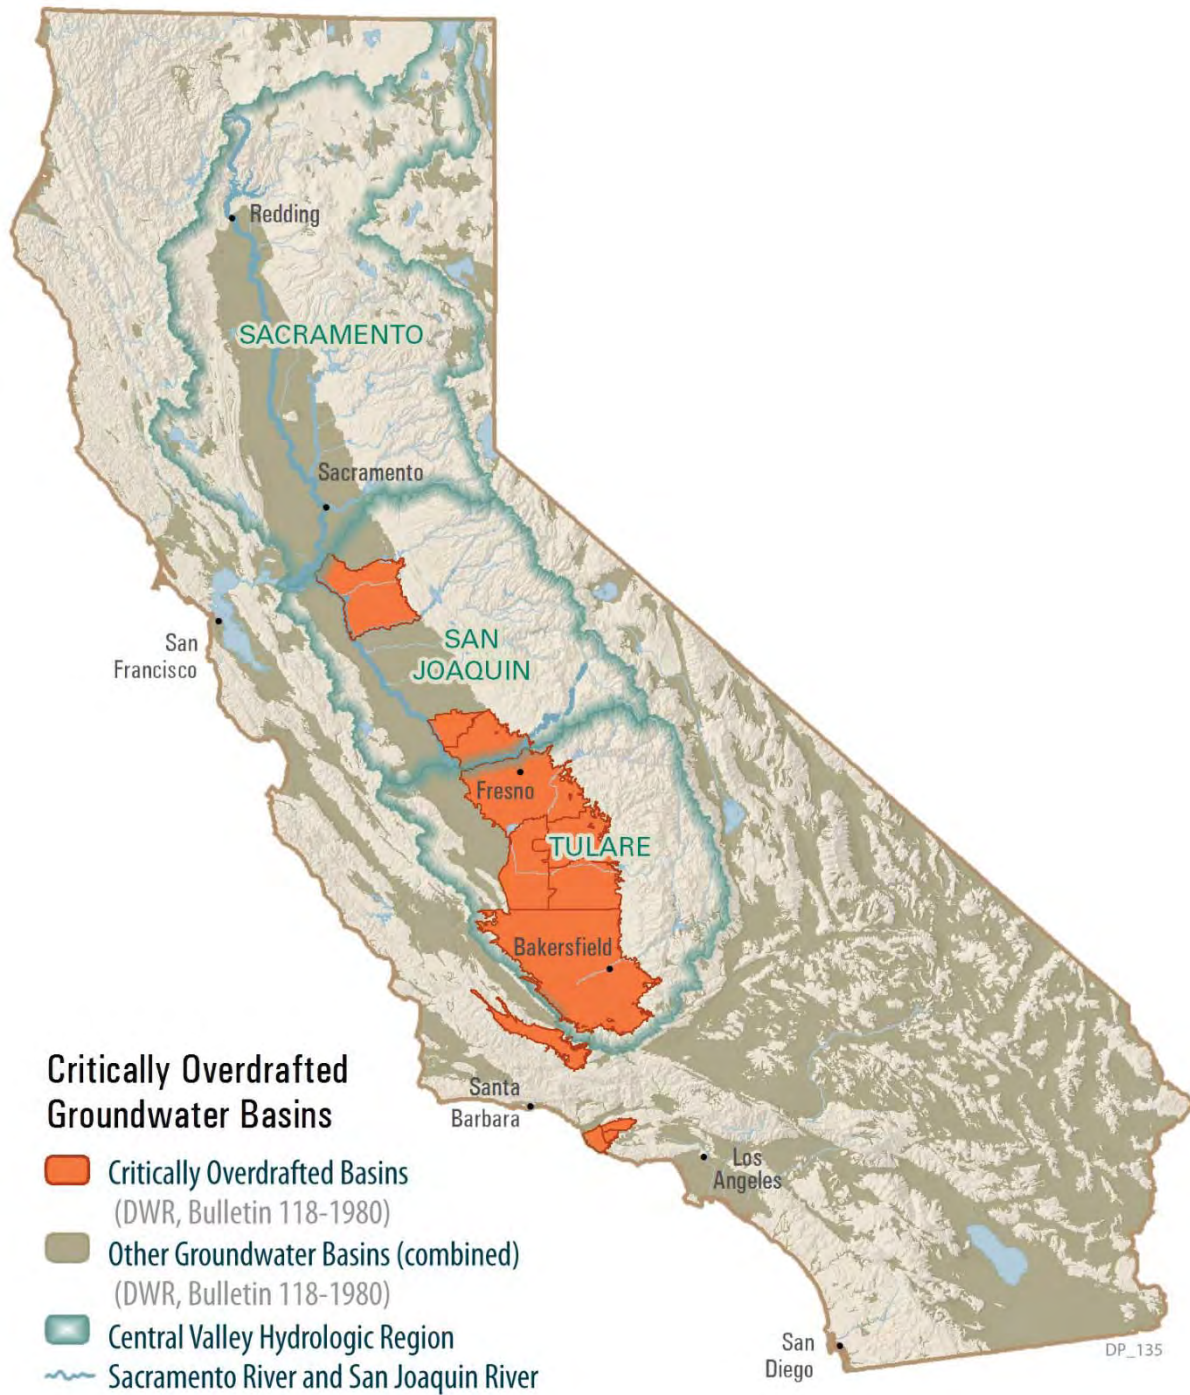 Redding
SACRAMENTO
Sacramento
San
Francisco
SAN
JOAQUIN
Fresno
TULARE
Bakersfield
Santa
Barbara
Los
Angeles
San
Diego
DP_135
Critically Overdrafted
Groundwater Basins
Critically Overdrafted Basins
(DWR, Bulletin 118-1980)
Other Groundwater Basins (combined)
(DWR, Bulletin 118-1980)
Central Valley Hydrologic Region
Sacramento River and San Joaquin River